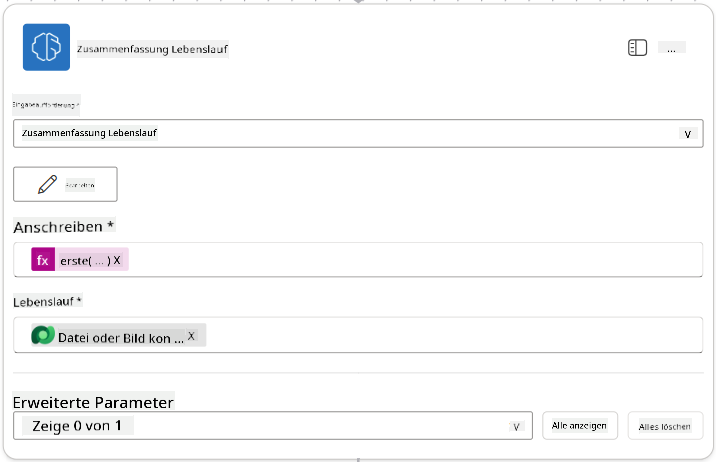 Zusammenfassung Lebenslauf
...
Eingabeaufforderung *
Zusammenfassung Lebenslauf
v
Bearbeiten
Anschreiben *
fx erste( ... ) X
Lebenslauf *
Datei oder Bild kon ... X
Erweiterte Parameter
Zeige 0 von 1
v
Alle anzeigen
Alles löschen